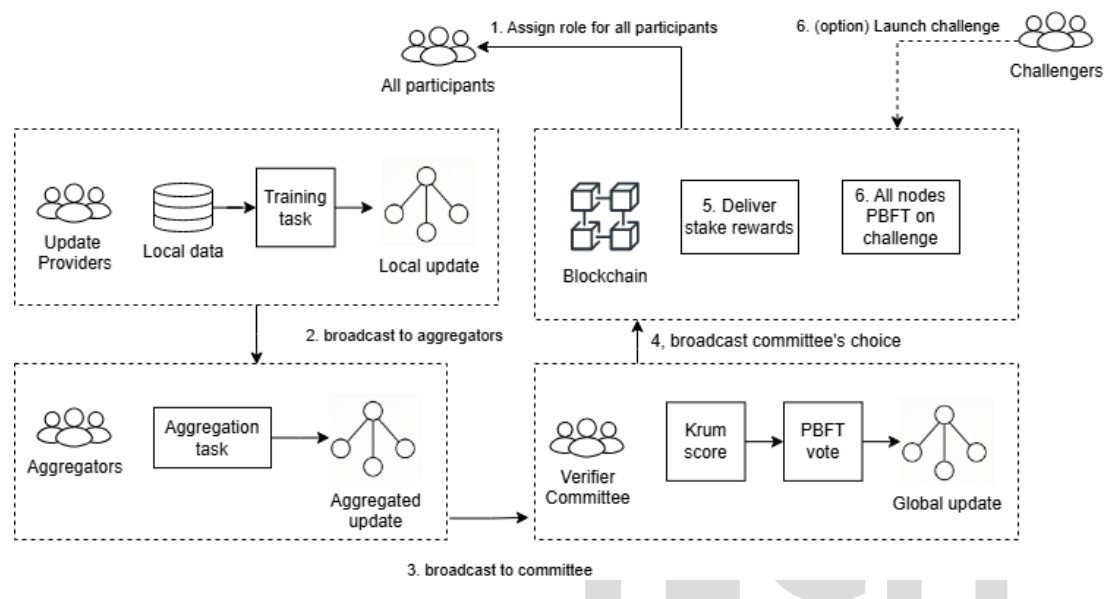 1. Assign role for all participants
All participants
6. (option) Launch challenge
Challengers
Update
Providers
Local data
Training
task
Local update
Blockchain
5. Deliver
stake rewards
6. All nodes
PBFT on
challenge
2. broadcast to aggregators
4, broadcast committee's choice
Aggregators
Aggregation
task
Aggregated
update
Verifier
Committee
Krum
score
PBFT
vote
Global update
3. broadcast to committee